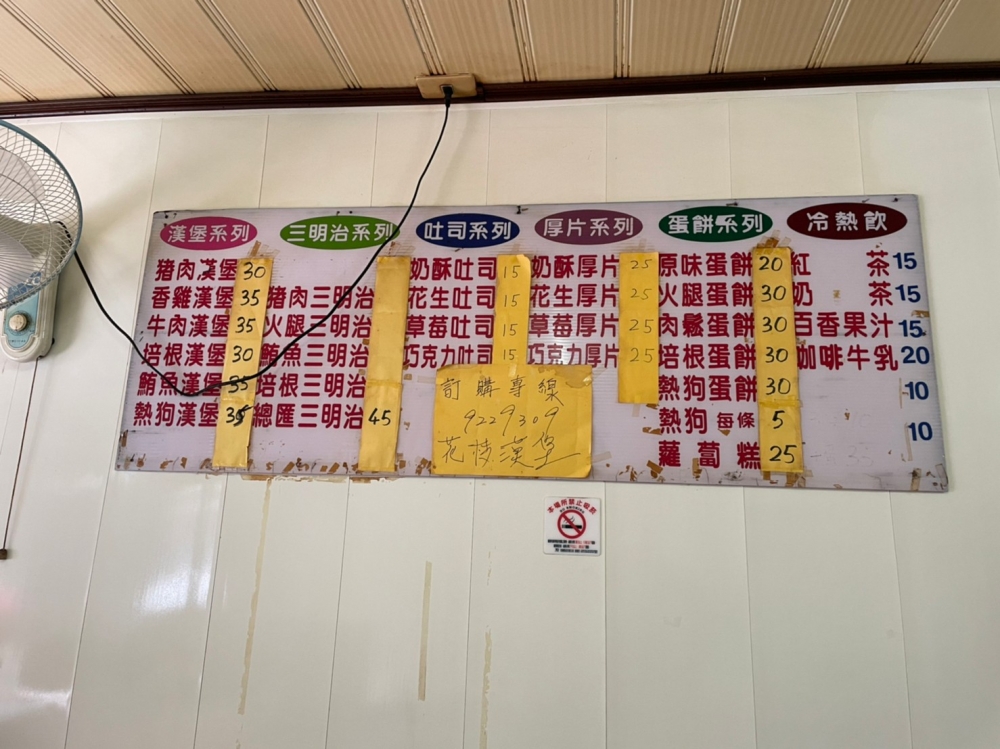 漢堡系列
豬肉漢堡 30
香雞漢堡 35
牛肉漢堡 35
培根漢堡 30
鮪魚漢堡 35
熱狗漢堡 35
三明治系列
豬肉三明治
火腿三明治
鮪魚三明治
培根三明治
總匯三明治 45
吐司系列
奶酥吐司 15
花生吐司 15
草莓吐司 15
巧克力吐司 15
厚片系列
奶酥厚片 25
花生厚片 25
草莓厚片 25
巧克力厚片 25
訂購專線
9229309
花枝漢堡
蛋餅系列
原味蛋餅 20
火腿蛋餅 30
肉鬆蛋餅 30
培根蛋餅 30
熱狗蛋餅 30
熱狗 每條 5
蘿蔔糕 25
冷熱飲
紅茶 15
奶茶 15
百香果汁 15
咖啡牛乳 20
10
10
本場所禁止吸菸